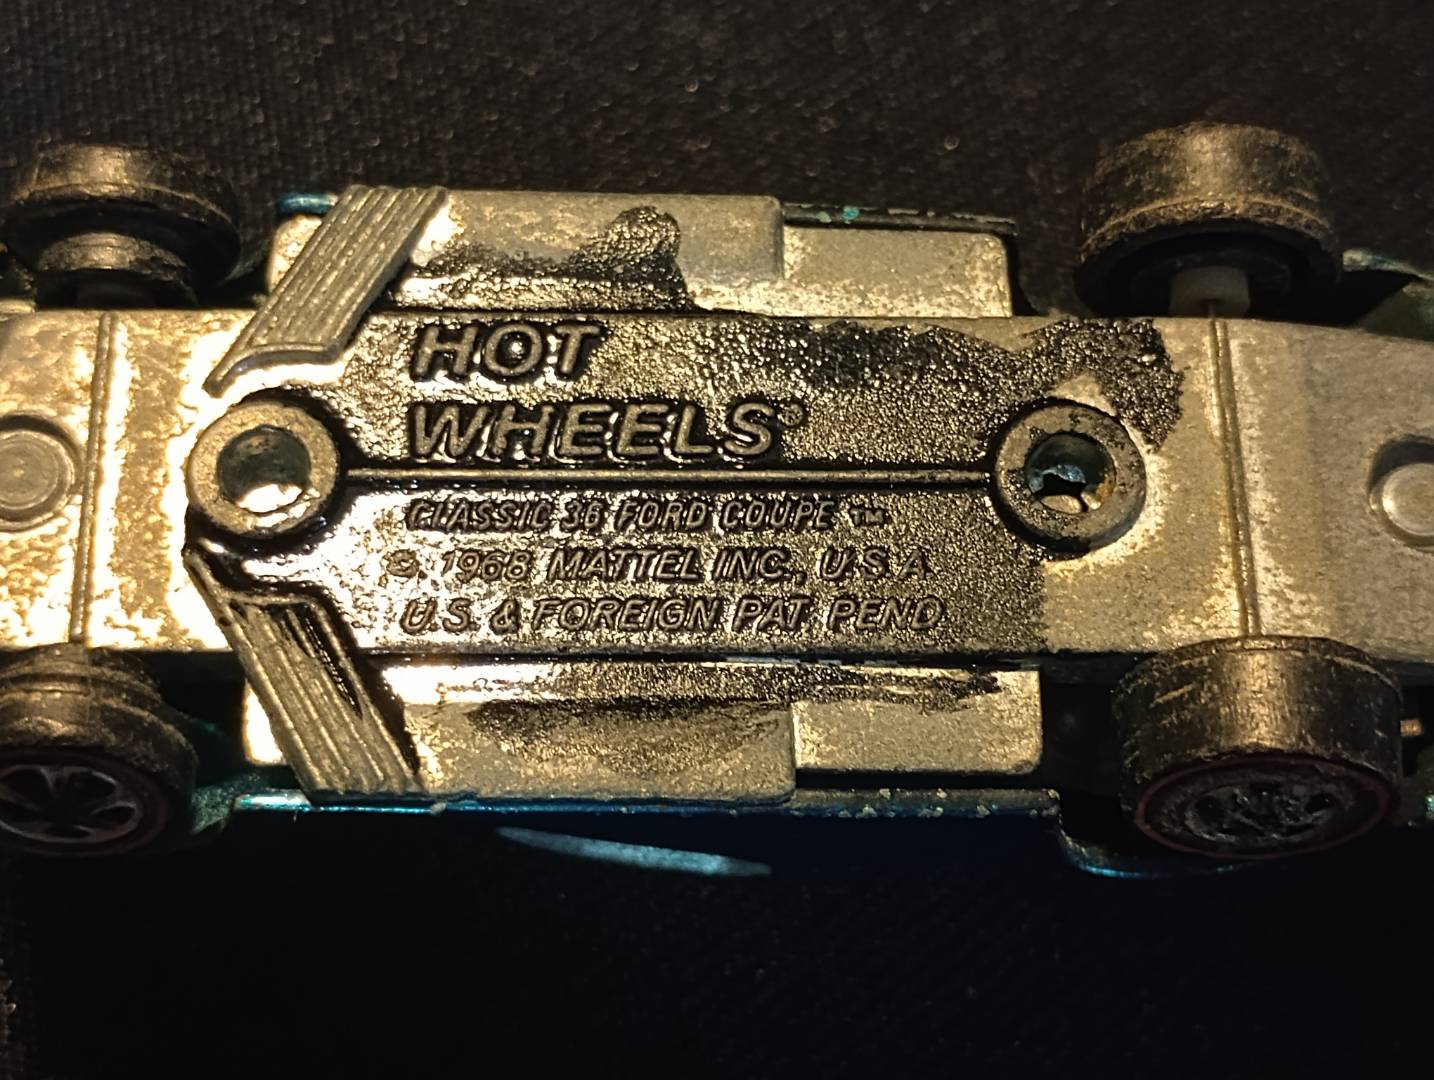 HOT
WHEELS®
CLASSIC 36 FORD COUPE ™
© 1968 MATTEL INC., U.S.A.
U.S. & FOREIGN PAT. PEND